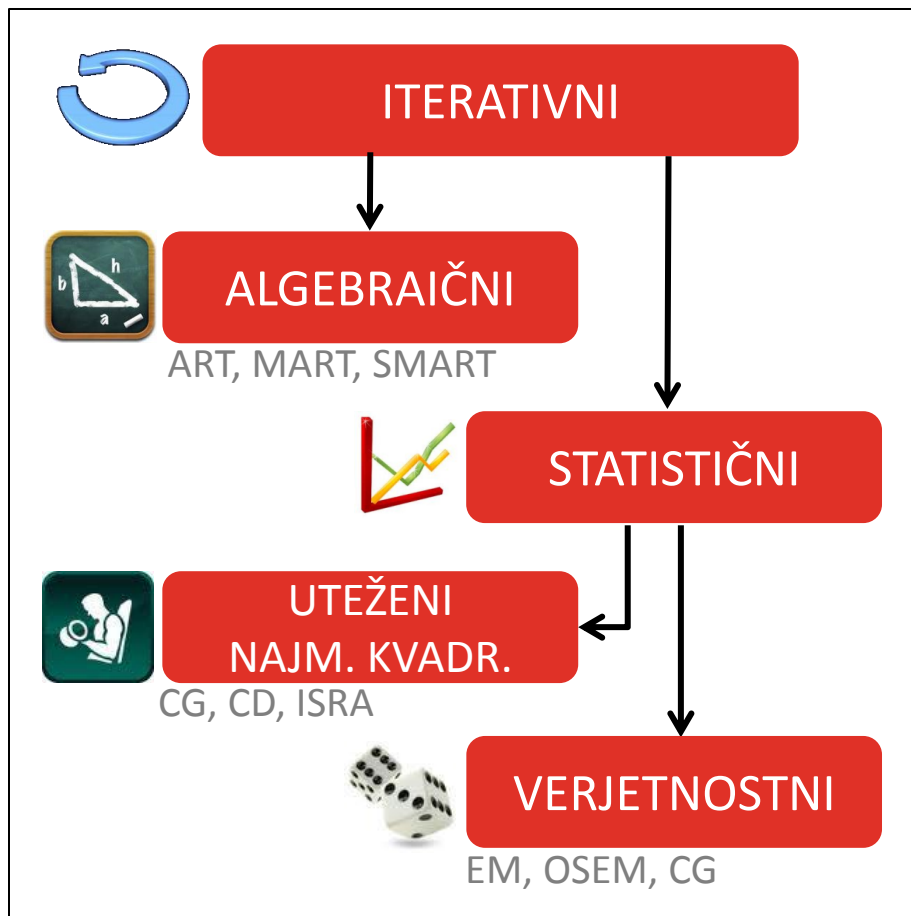 ITERATIVNI
b
h
a
ALGEBRAIČNI
ART, MART, SMART
STATISTIČNI
UTEŽENI
NAJM. KVADR.
CG, CD, ISRA
VERJETNOSTNI
EM, OSEM, CG